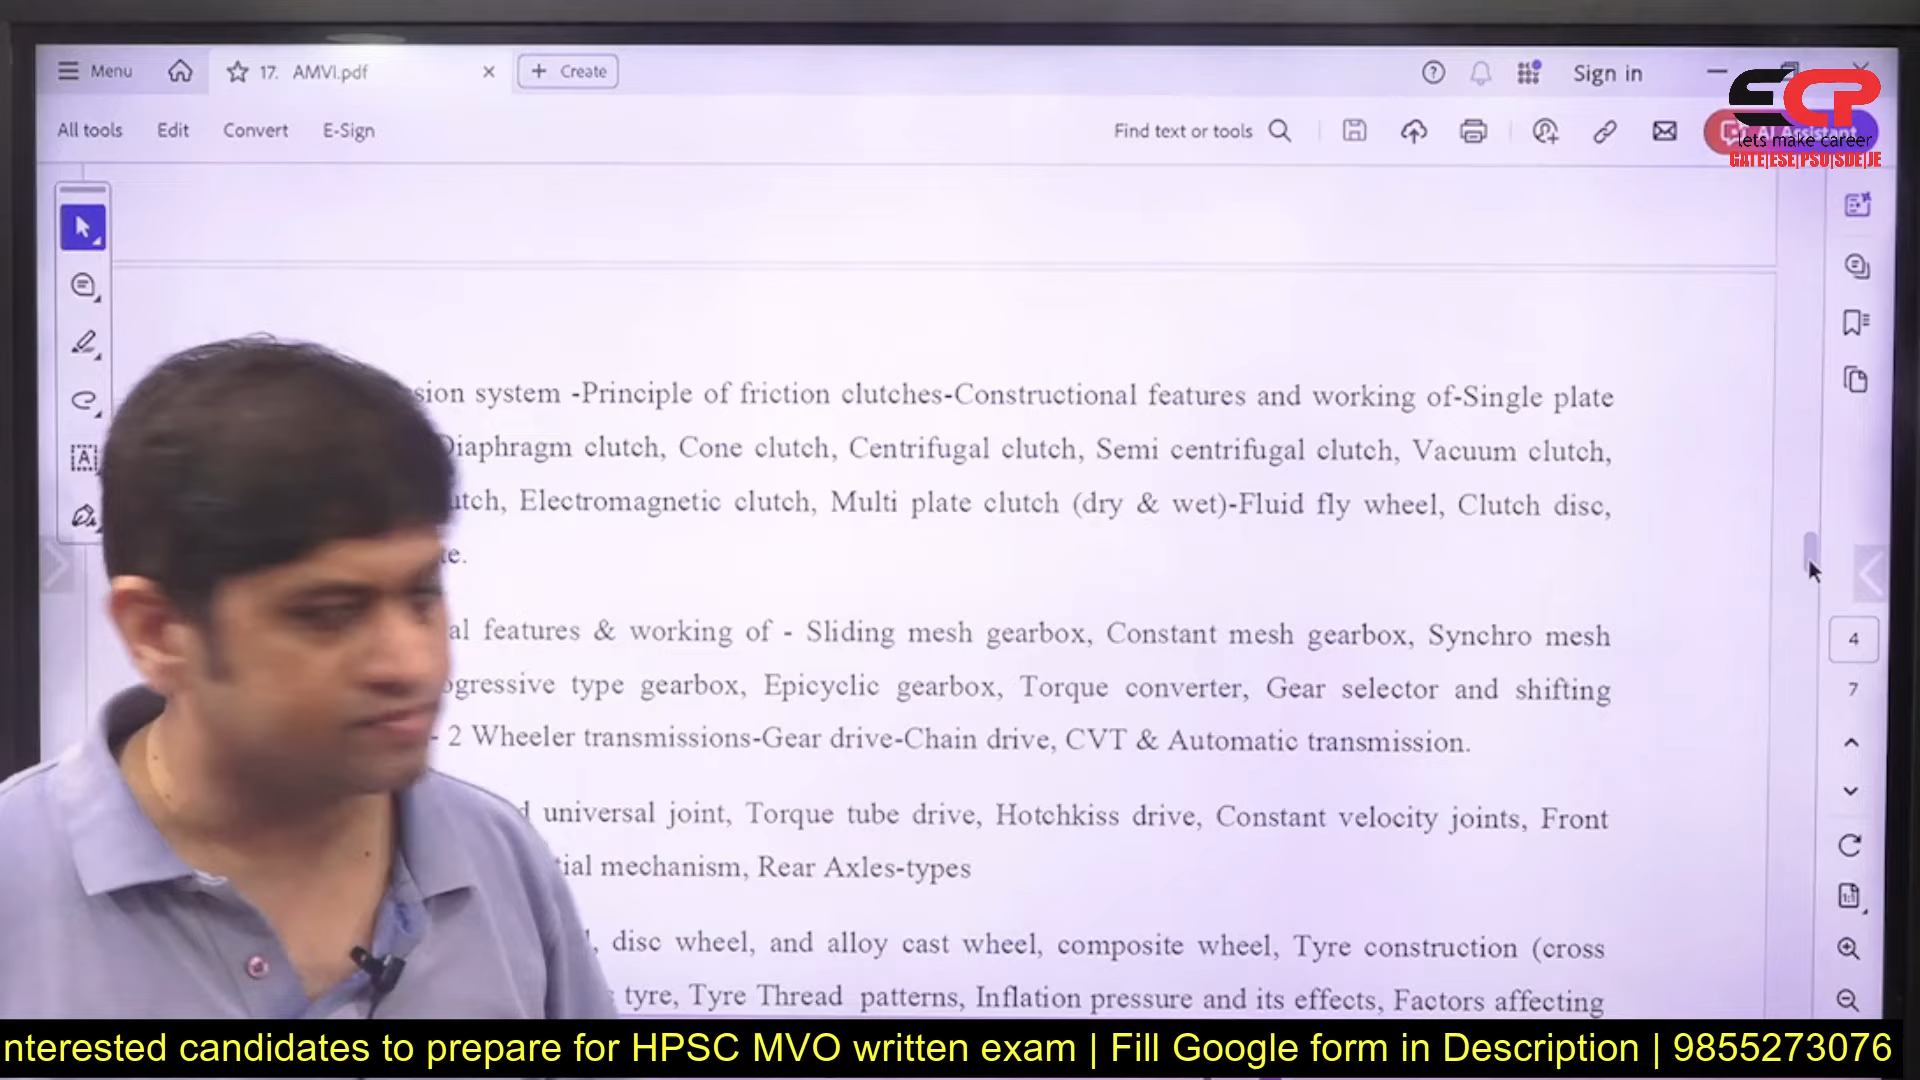 Menu
17. AMVI.pdf
Create
Sign in
All tools
Edit
Convert
E-Sign
Find text or tools
AI Assistant
lets make career
GATE|ESE|PSU|SDE|JE
sion system -Principle of friction clutches-Constructional features and working of-Single plate
Diaphragm clutch, Cone clutch, Centrifugal clutch, Semi centrifugal clutch, Vacuum clutch,
utch, Electromagnetic clutch, Multi plate clutch (dry & wet)-Fluid fly wheel, Clutch disc,
te.
al features & working of - Sliding mesh gearbox, Constant mesh gearbox, Synchro mesh
ogressive type gearbox, Epicyclic gearbox, Torque converter, Gear selector and shifting
- 2 Wheeler transmissions-Gear drive-Chain drive, CVT & Automatic transmission.
d universal joint, Torque tube drive, Hotchkiss drive, Constant velocity joints, Front
tial mechanism, Rear Axles-types
, disc wheel, and alloy cast wheel, composite wheel, Tyre construction (cross
tyre, Tyre Thread patterns, Inflation pressure and its effects, Factors affecting
4
7
nterested candidates to prepare for HPSC MVO written exam | Fill Google form in Description | 9855273076